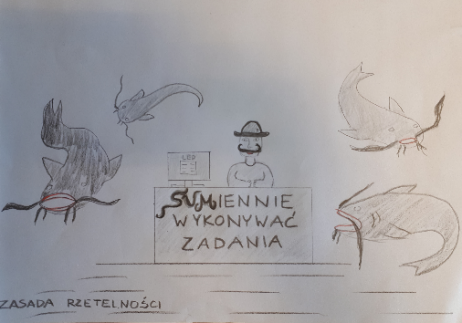 SUMIENNIE
WYKONYWAĆ
ZADANIA
ZASADA RZETELNOŚCI